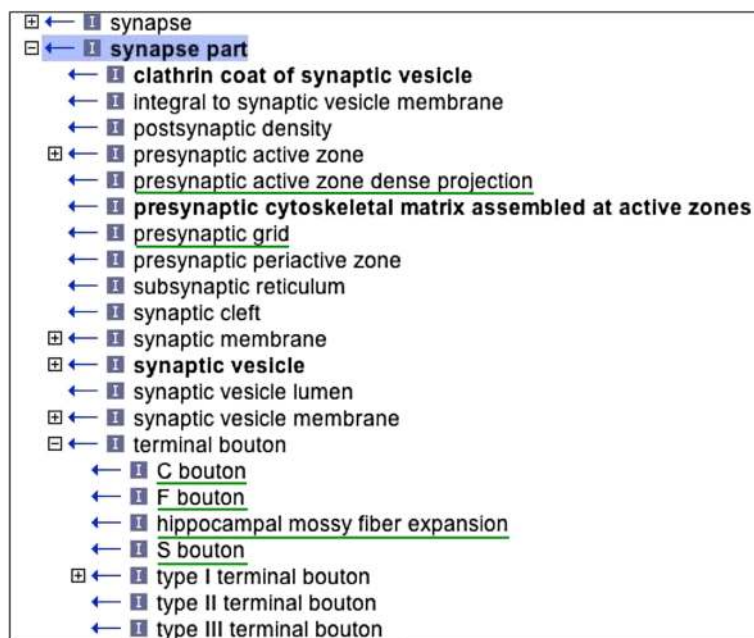 I synapse
I synapse part
I clathrin coat of synaptic vesicle
I integral to synaptic vesicle membrane
I postsynaptic density
I presynaptic active zone
I presynaptic active zone dense projection
I presynaptic cytoskeletal matrix assembled at active zones
I presynaptic grid
I presynaptic periactive zone
I subsynaptic reticulum
I synaptic cleft
I synaptic membrane
I synaptic vesicle
I synaptic vesicle lumen
I synaptic vesicle membrane
I terminal bouton
I C bouton
I F bouton
I hippocampal mossy fiber expansion
I S bouton
I type I terminal bouton
I type II terminal bouton
I type III terminal bouton